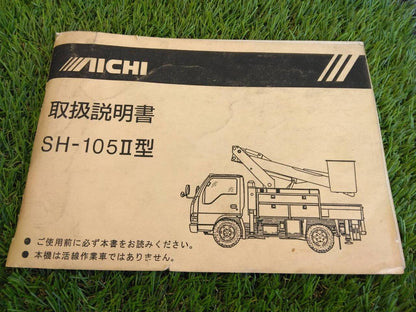 AICHI
取扱説明書
SH-105Ⅱ型
● ご使用前に必ず本書をお読みください。
● 本機は活線作業車ではありません。